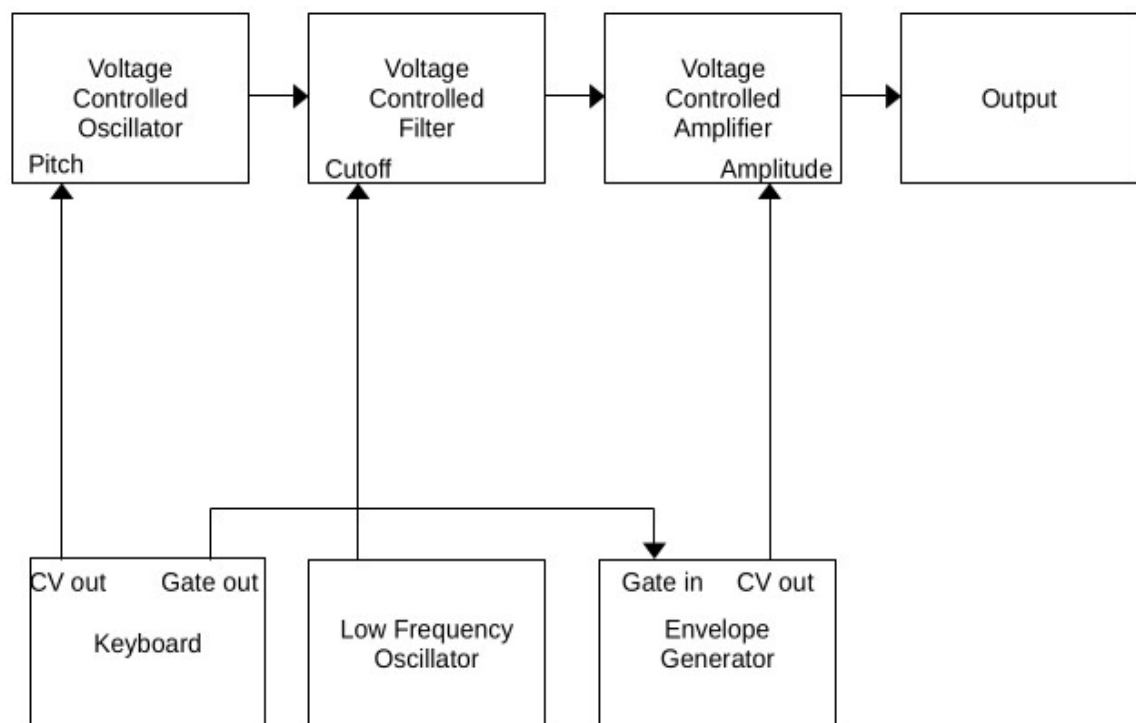 Voltage
Controlled
Oscillator
Pitch
Voltage
Controlled
Filter
Cutoff
Voltage
Controlled
Amplifier
Amplitude
Output
CV out
Gate out
Keyboard
Low Frequency
Oscillator
Gate in
CV out
Envelope
Generator